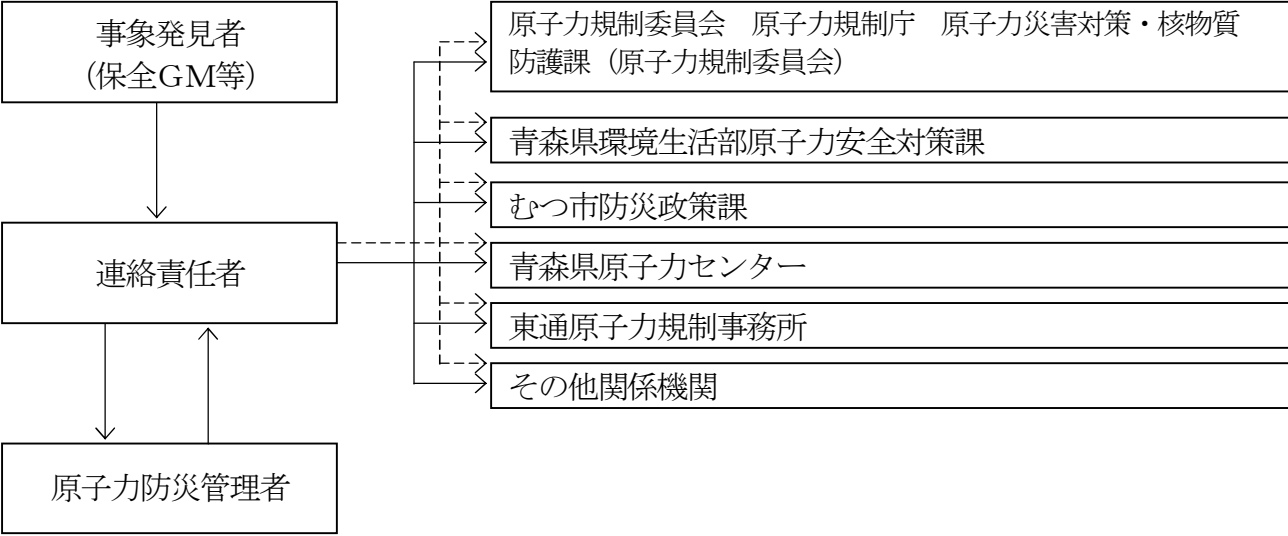 事象発見者
（保全ＧＭ等）
連絡責任者
原子力防災管理者
原子力規制委員会　原子力規制庁　原子力災害対策・核物質
防護課（原子力規制委員会）
青森県環境生活部原子力安全対策課
むつ市防災政策課
青森県原子力センター
東通原子力規制事務所
その他関係機関